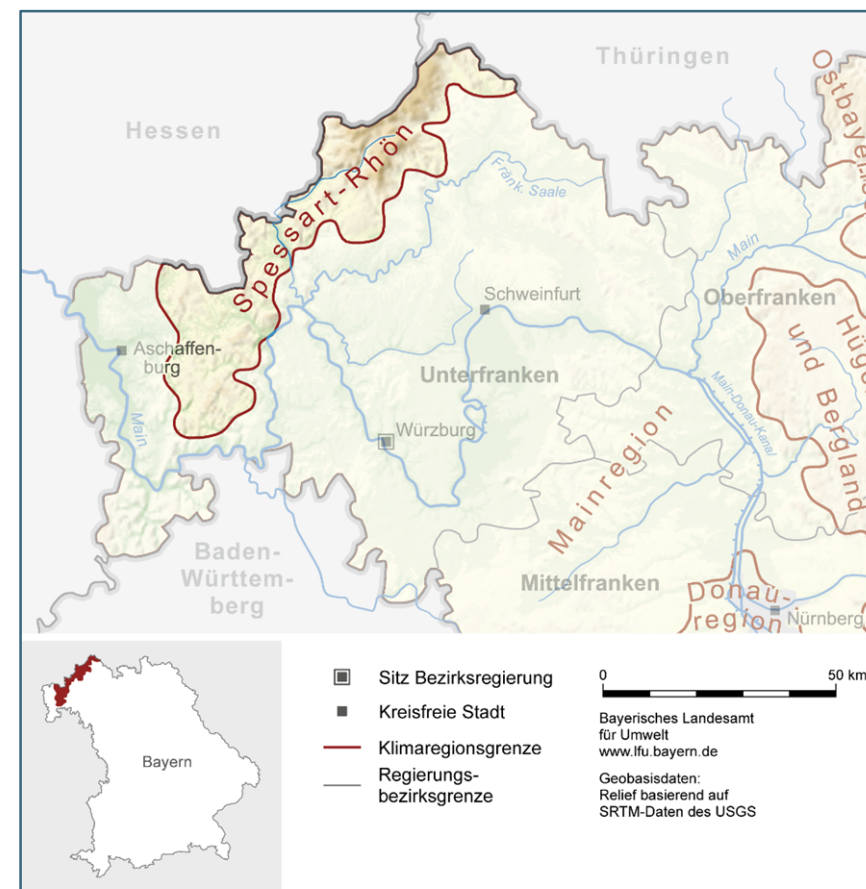 Thüringen
Hessen
Ostbayer
Spessart-Rhön
Fränk. Saale
Main
Schweinfurt
Oberfranken
Aschaffen-
burg
Unterfranken
Hüge
und Bergland
Main
Würzburg
Main-Donau-Kanal
Mainregion
Baden-
Württem-
berg
Mittelfranken
Donau-
region
Nürnberg
Bayern
Sitz Bezirksregierung
Kreisfreie Stadt
Klimaregionsgrenze
Regierungs-
bezirksgrenze
0 50 km
Bayerisches Landesamt
für Umwelt
www.lfu.bayern.de
Geobasisdaten:
Relief basierend auf
SRTM-Daten des USGS